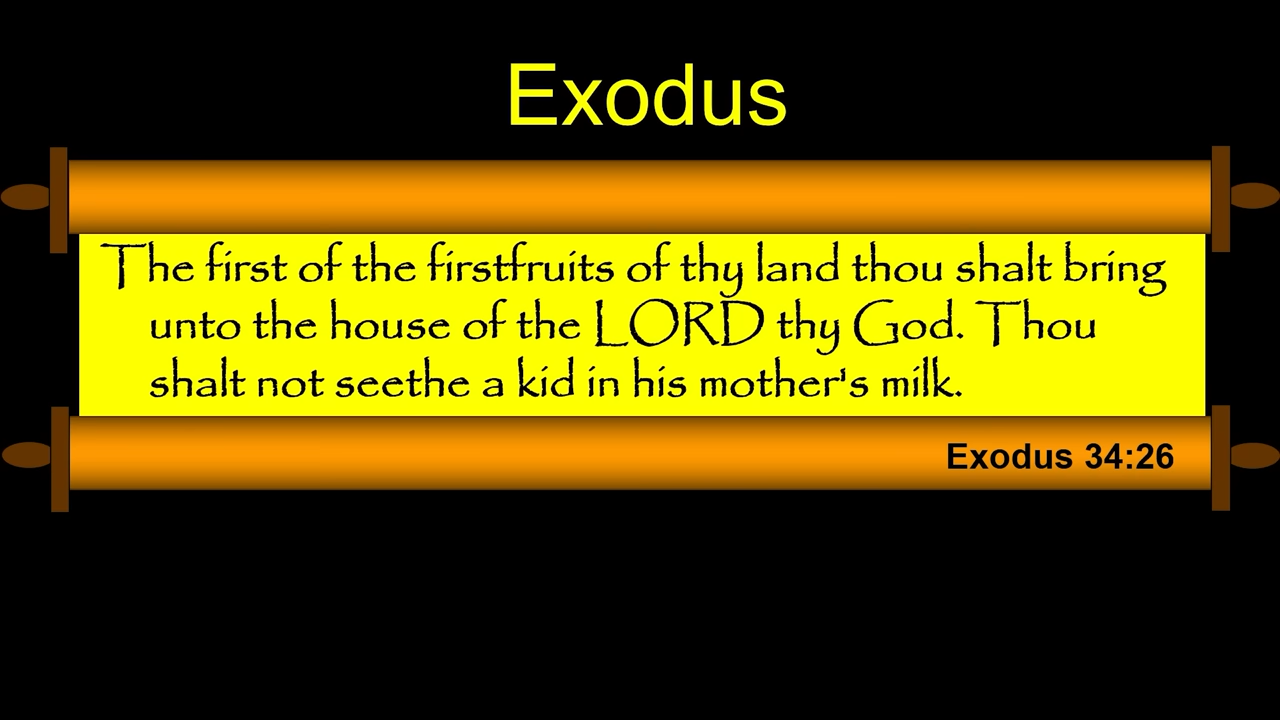 Exodus
The first of the firstfruits of thy land thou shalt bring
unto the house of the LORD thy God. Thou
shalt not seethe a kid in his mother's milk.
Exodus 34:26